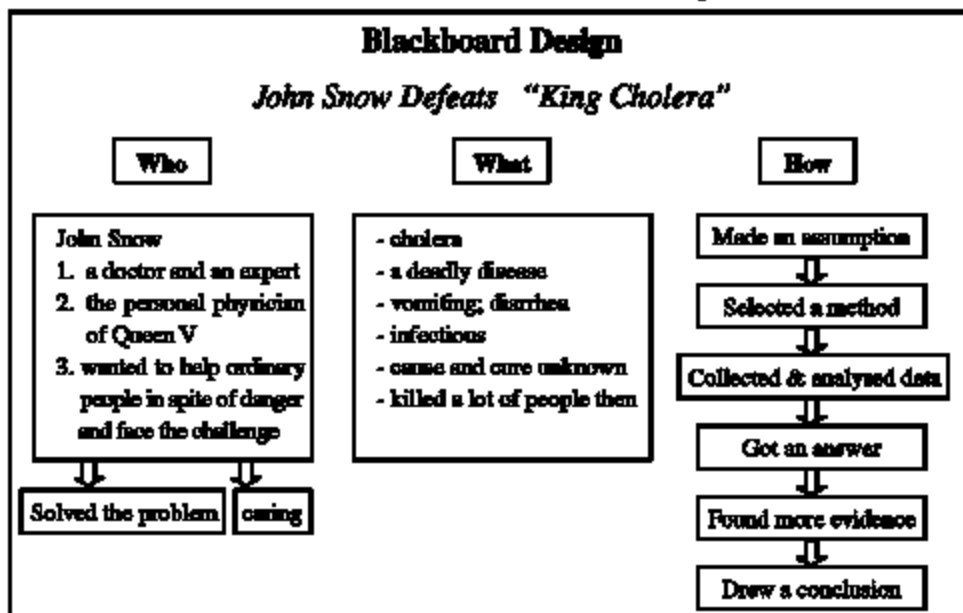 Blackboard Design
John Snow Defeats "King Cholera"
Who
John Snow
1. a doctor and an expert
2. the personal physician
of Queen V
3. wanted to help ordinary
people in spite of danger
and face the challenge
Solved the problem
caring
What
- cholera
- a deadly disease
- vomiting; diarrhea
- infectious
- cause and cure unknown
- killed a lot of people then
How
Made an assumption
Selected a method
Collected & analysed data
Got an answer
Found more evidence
Drew a conclusion